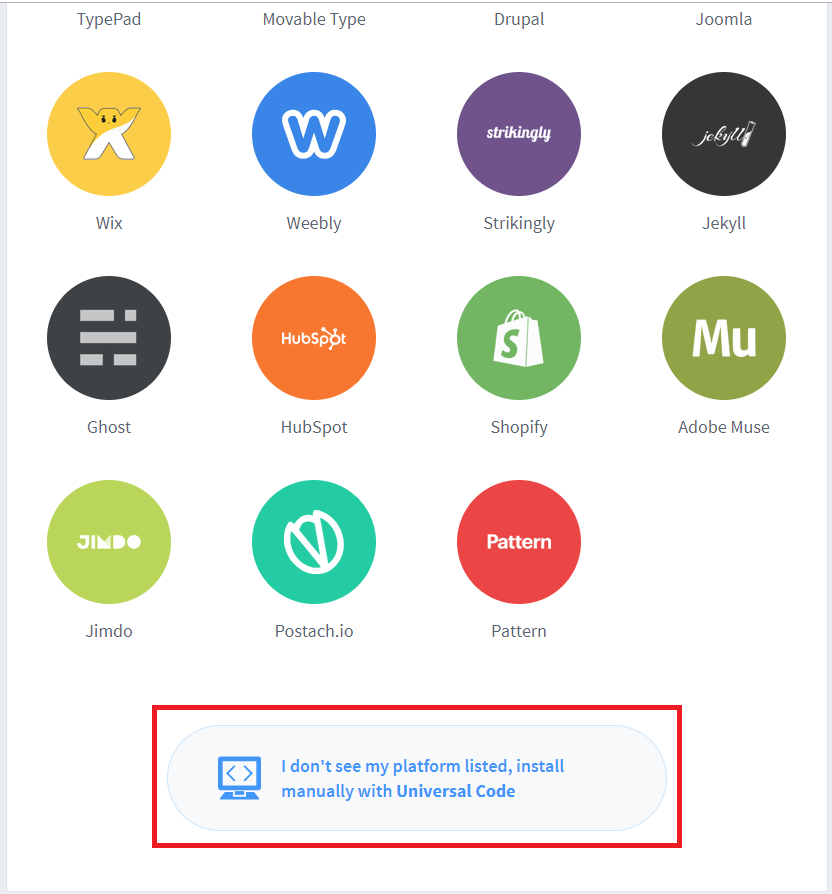 TypePad Movable Type Drupal Joomla
strikingly jekyll
Wix Weebly Strikingly Jekyll
HubSpot Mu
Ghost HubSpot Shopify Adobe Muse
JIMDO Pattern
Jimdo Postach.io Pattern
I don't see my platform listed, install
manually with Universal Code